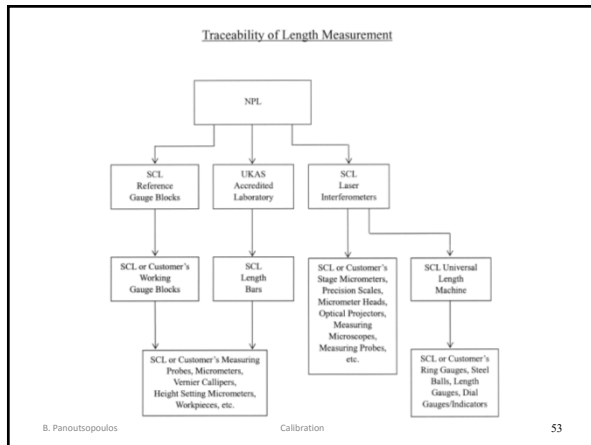 Traceability of Length Measurement
NPL
SCL
Reference
Gauge Blocks
UKAS
Accredited
Laboratory
SCL
Laser
Interferometers
SCL or Customer's
Working
Gauge Blocks
SCL
Length
Bars
SCL or Customer's
Stage Micrometers,
Precision Scales,
Micrometer Heads,
Optical Projectors,
Measuring
Microscopes,
Measuring Probes,
etc.
SCL Universal
Length
Machine
SCL or Customer's Measuring
Probes, Micrometers,
Vernier Callipers,
Height Setting Micrometers,
Workpieces, etc.
SCL or Customer's
Ring Gauges, Steel
Balls, Length
Gauges, Dial
Gauges/Indicators
B. Panoutsopoulos
Calibration
53